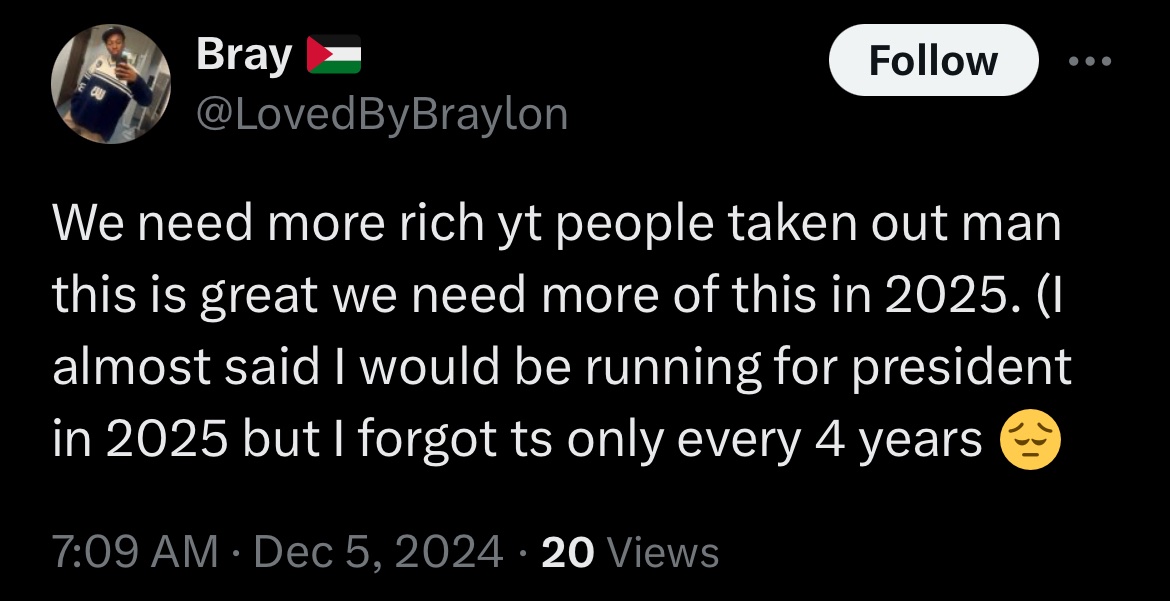 Bray 🇵🇸
Follow
@LovedByBraylon
We need more rich yt people taken out man
this is great we need more of this in 2025. (I
almost said I would be running for president
in 2025 but I forgot ts only every 4 years 😔
7:09 AM · Dec 5, 2024 · 20 Views